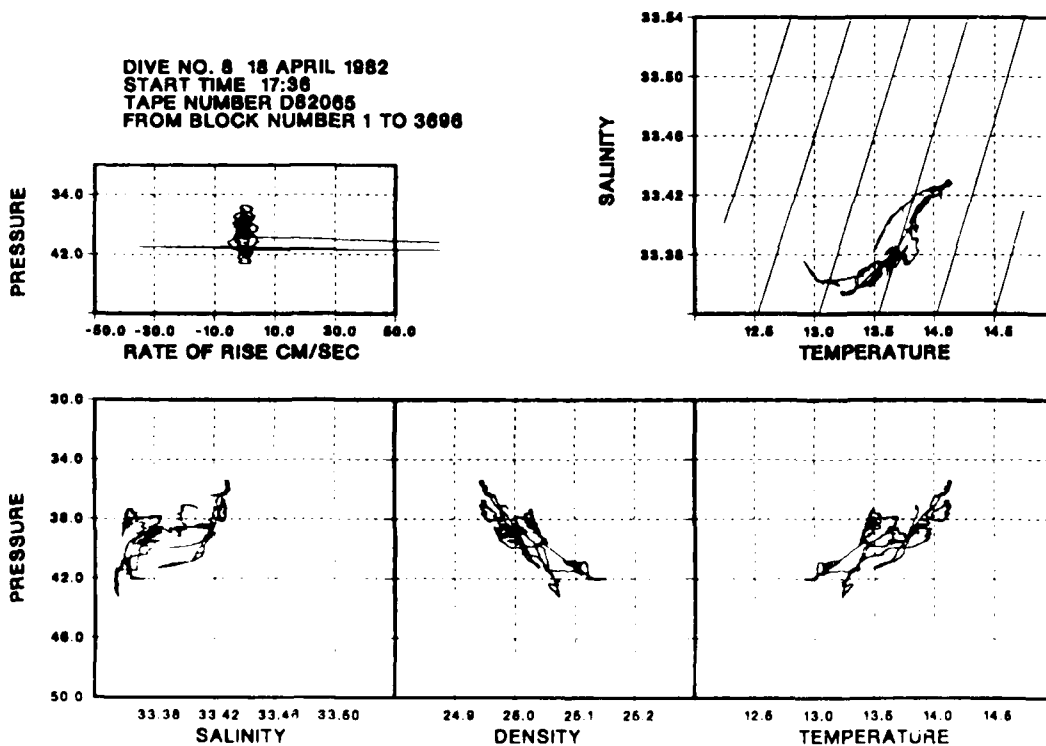 DIVE NO. 8 18 APRIL 1982
START TIME 17:36
TAPE NUMBER D82065
FROM BLOCK NUMBER 1 TO 3696
PRESSURE
34.0
42.0
-50.0 -30.0 -10.0 10.0 30.0 50.0
RATE OF RISE CM/SEC
SALINITY
33.54
33.50
33.46
33.42
33.38
12.5 13.0 13.5 14.0 14.5
TEMPERATURE
PRESSURE
30.0
34.0
38.0
42.0
46.0
50.0
33.38 33.42 33.46 33.50
SALINITY
24.9 25.0 25.1 25.2
DENSITY
12.5 13.0 13.5 14.0 14.5
TEMPERATURE